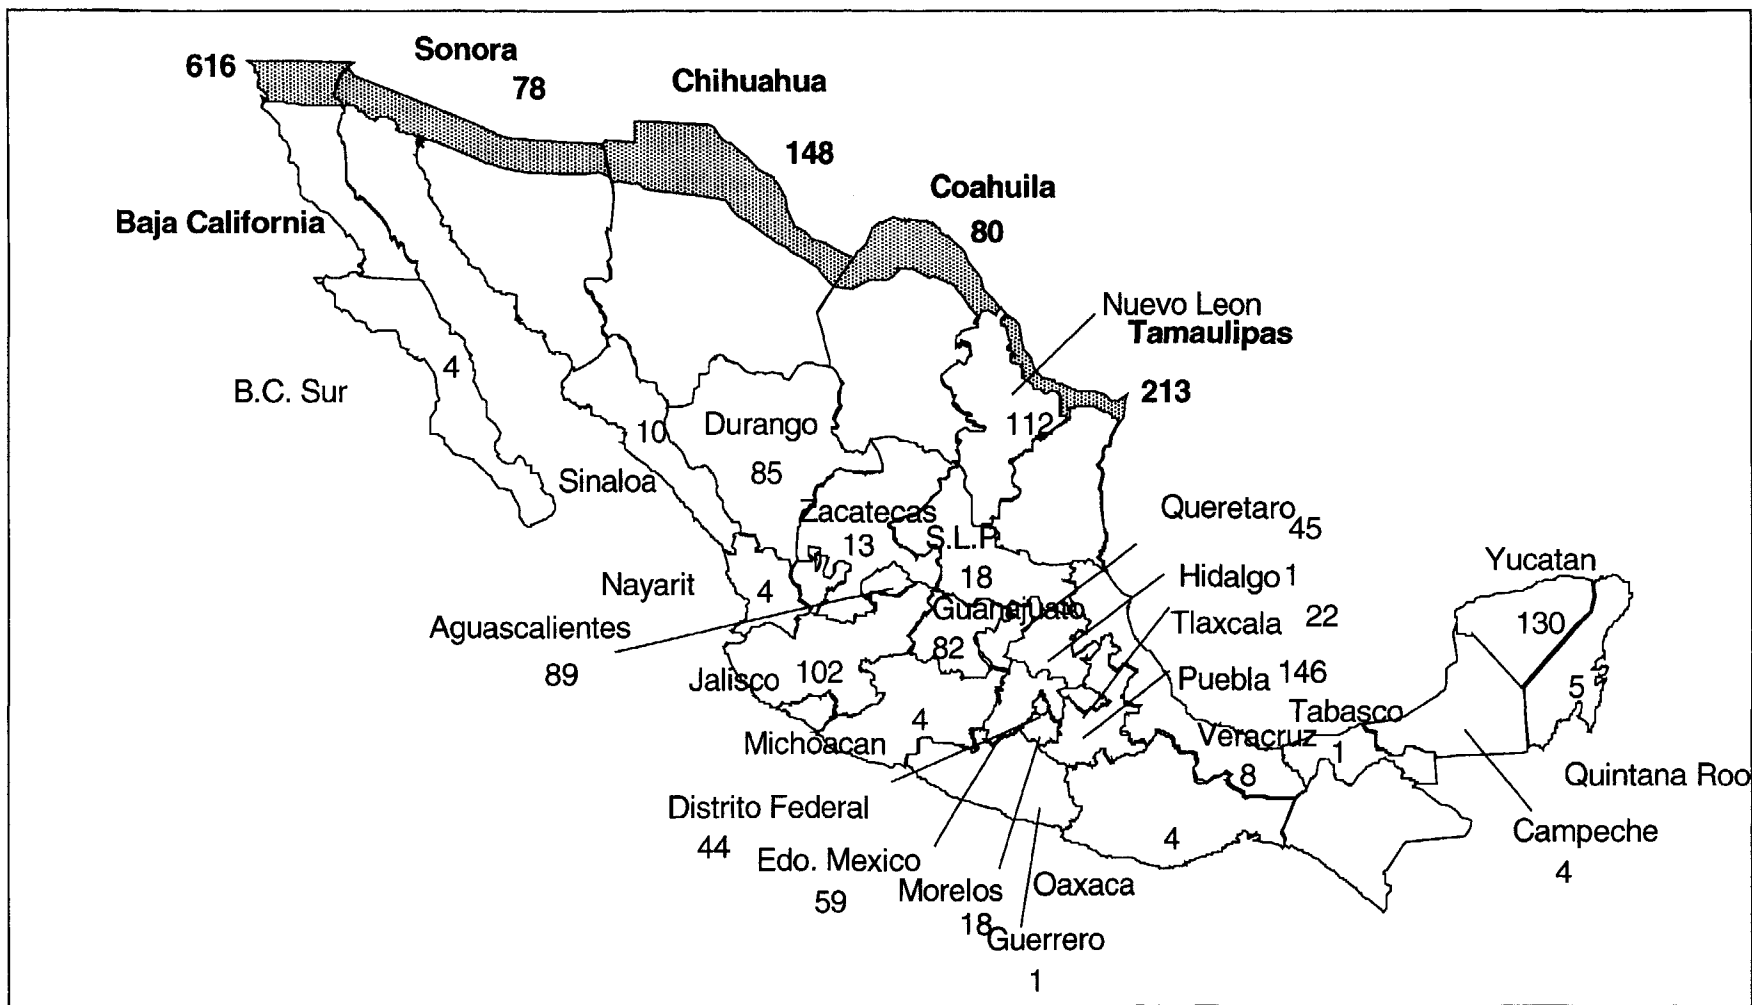 Sonora
616
78
Chihuahua
148
Coahuila
80
Baja California
Nuevo Leon
Tamaulipas
4
B.C. Sur
213
10
Durango
112
85
Sinaloa
Zacatecas
13
S.L.P.
18
Queretaro
45
Hidalgo 1
Yucatan
Nayarit
4
Guanajuato
82
Tlaxcala 22
130
Aguascalientes
89
Jalisco 102
Puebla 146
5
Tabasco
1
4
Michoacan
Veracruz
8
Quintana Roo
Distrito Federal
44
4
Campeche
4
Edo. Mexico
59
Morelos
18
Oaxaca
Guerrero
1